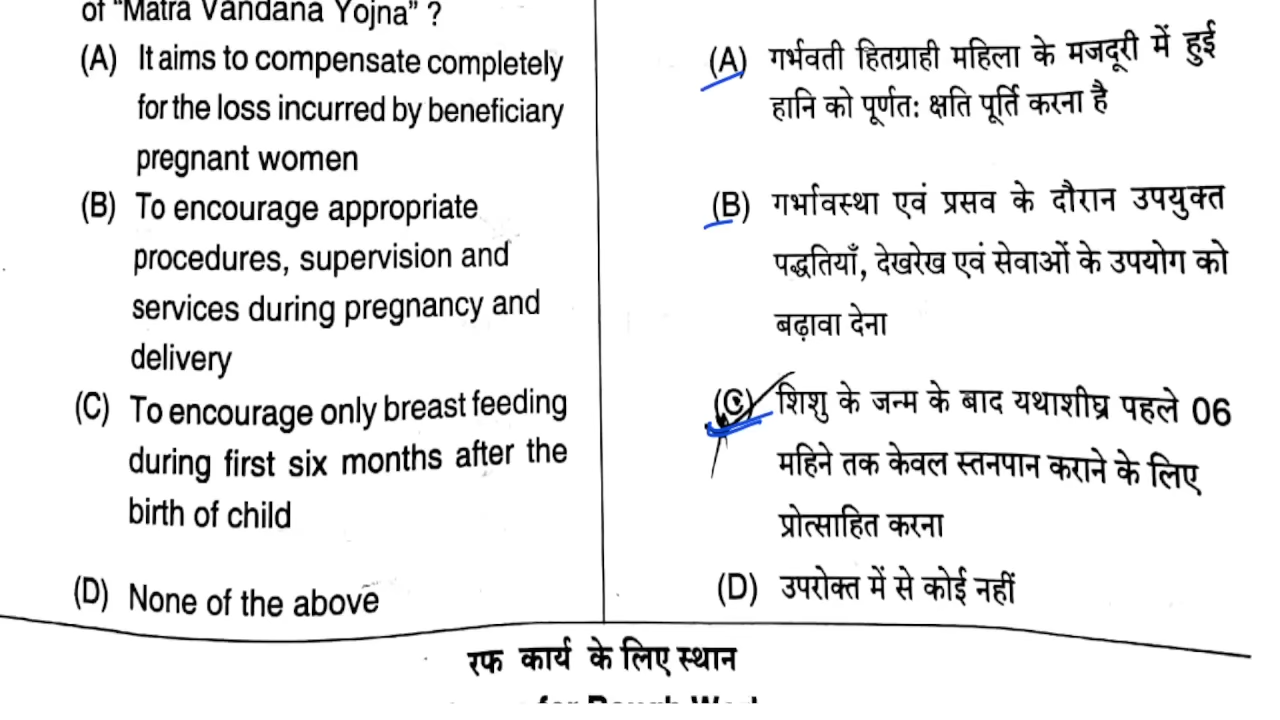 of "Matra Vandana Yojna" ?
(A) It aims to compensate completely
for the loss incurred by beneficiary
pregnant women
(B) To encourage appropriate
procedures, supervision and
services during pregnancy and
delivery
(C) To encourage only breast feeding
during first six months after the
birth of child
(D) None of the above
(A) गर्भवती हितग्राही महिला के मजदूरी में हुई
हानि को पूर्णत: क्षति पूर्ति करना है
(B) गर्भावस्था एवं प्रसव के दौरान उपयुक्त
पद्धतियाँ, देखरेख एवं सेवाओं के उपयोग को
बढ़ावा देना
(C) शिशु के जन्म के बाद यथाशीघ्र पहले 06
महिने तक केवल स्तनपान कराने के लिए
प्रोत्साहित करना
(D) उपरोक्त में से कोई नहीं
रफ कार्य के लिए स्थान
for Rough